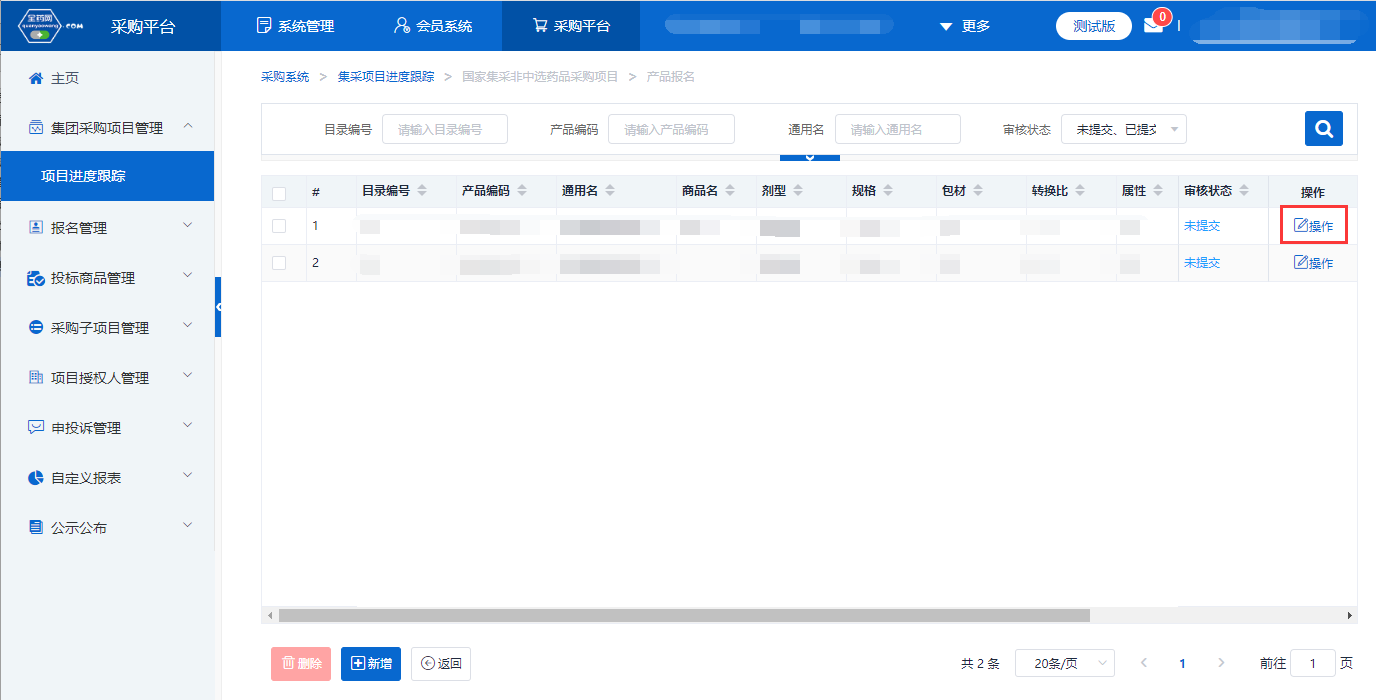 全药网
quanyaowang
.COM
采购平台
系统管理
会员系统
采购平台
更多
测试版
0
主页
集团采购项目管理
项目进度跟踪
报名管理
投标商品管理
采购子项目管理
项目授权人管理
申投诉管理
自定义报表
公示公布
采购系统 > 集采项目进度跟踪 > 国家集采非中选药品采购项目 > 产品报名
目录编号 请输入目录编号 产品编码 请输入产品编码 通用名 请输入通用名 审核状态 未提交、已提交
# 目录编号 产品编码 通用名 商品名 剂型 规格 包材 转换比 属性 审核状态 操作
1 未提交 操作
2 未提交 操作
删除 新增 返回 共 2 条 20条/页 < 1 > 前往 1 页